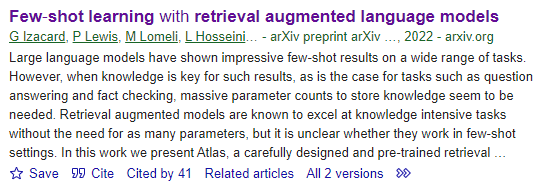 Few-shot learning with retrieval augmented language models
G Izacard, P Lewis, M Lomeli, L Hosseini… - arXiv preprint arXiv …, 2022 - arxiv.org
Large language models have shown impressive few-shot results on a wide range of tasks.
However, when knowledge is key for such results, as is the case for tasks such as question
answering and fact checking, massive parameter counts to store knowledge seem to be
needed. Retrieval augmented models are known to excel at knowledge intensive tasks
without the need for as many parameters, but it is unclear whether they work in few-shot
settings. In this work we present Atlas, a carefully designed and pre-trained retrieval …
Save Cite Cited by 41 Related articles All 2 versions